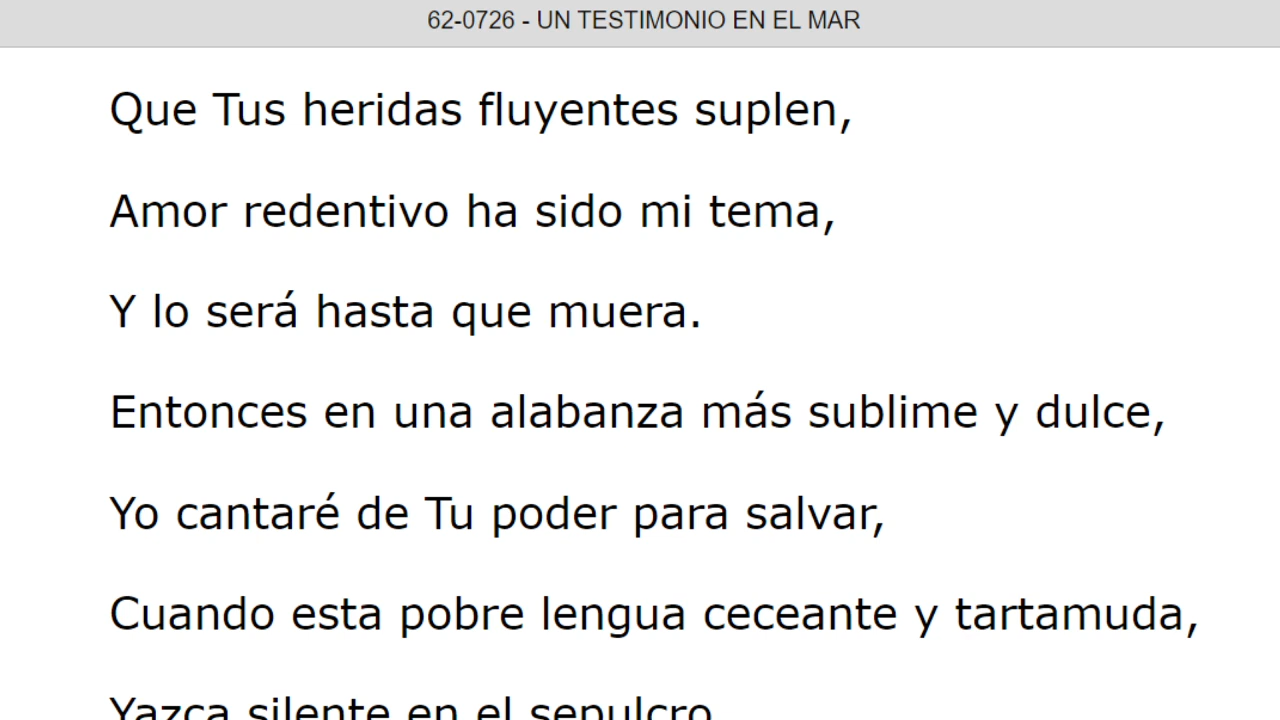 62-0726 - UN TESTIMONIO EN EL MAR
Que Tus heridas fluyentes suplen,
Amor redentivo ha sido mi tema,
Y lo será hasta que muera.
Entonces en una alabanza más sublime y dulce,
Yo cantaré de Tu poder para salvar,
Cuando esta pobre lengua ceceante y tartamuda,
Yazca silente en el sepulcro